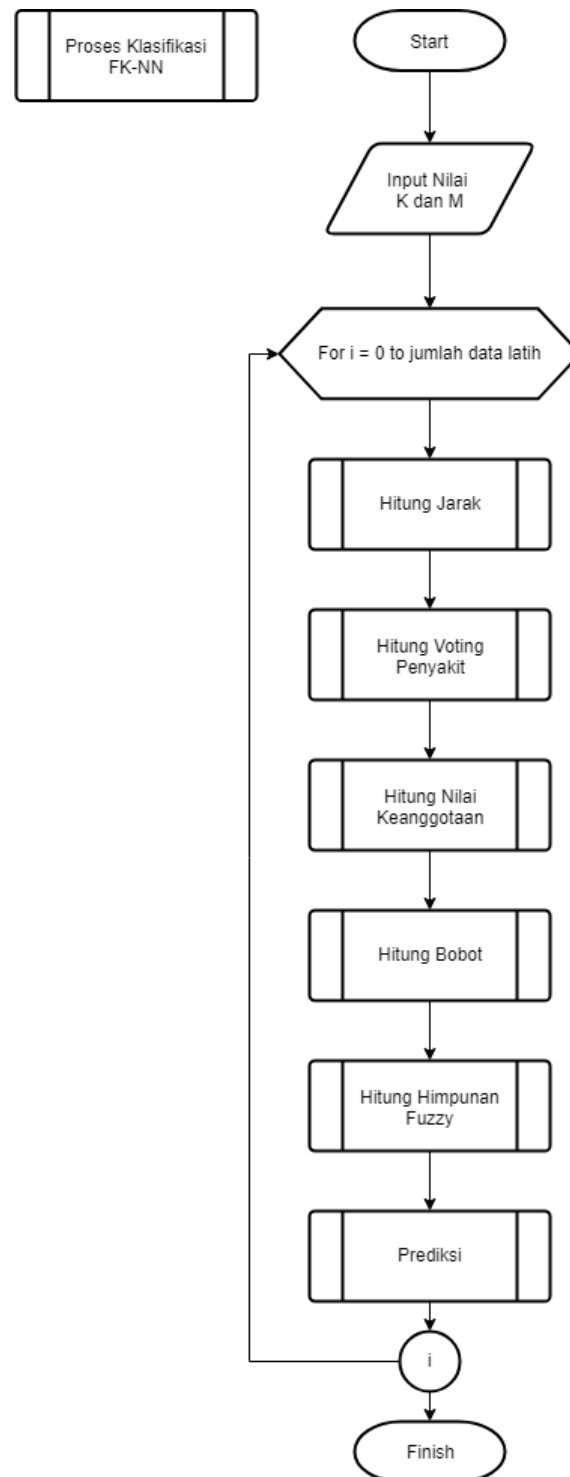 Proses Klasifikasi
FK-NN
Start
Input Nilai
K dan M
For i = 0 to jumlah data latih
Hitung Jarak
Hitung Voting
Penyakit
Hitung Nilai
Keanggotaan
Hitung Bobot
Hitung Himpunan
Fuzzy
Prediksi
i
Finish